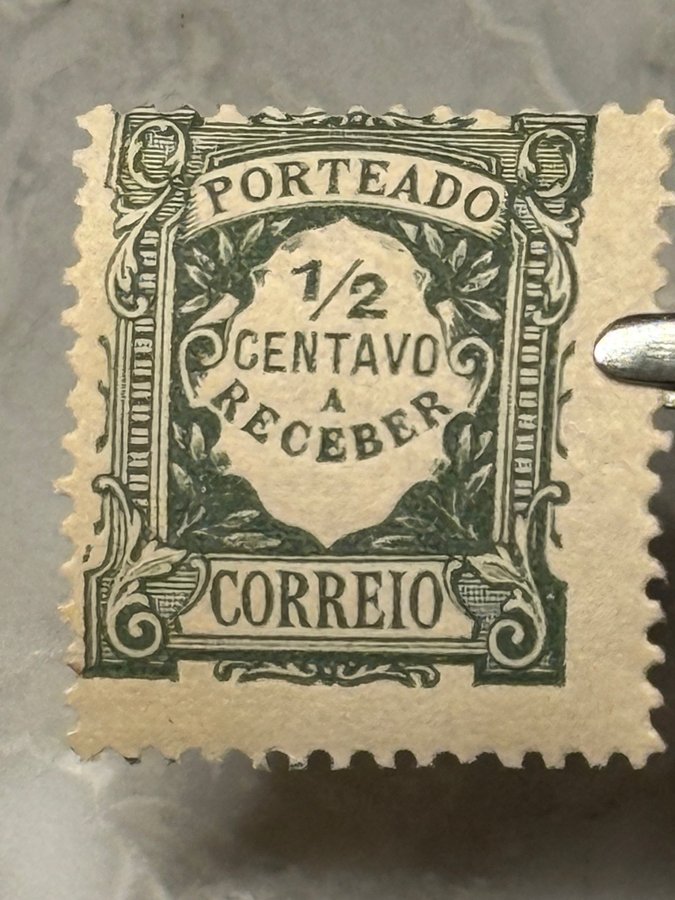 PORTEADO
1/2
CENTAVO
A
RECEBER
CORREIO